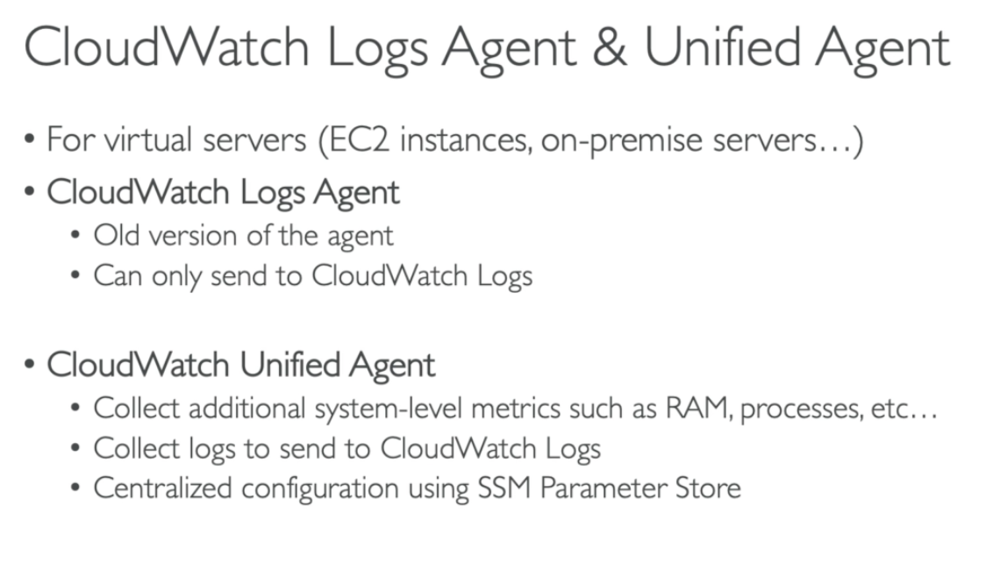 CloudWatch Logs Agent & Unified Agent
• For virtual servers (EC2 instances, on-premise servers…)
• CloudWatch Logs Agent
• Old version of the agent
• Can only send to CloudWatch Logs
• CloudWatch Unified Agent
• Collect additional system-level metrics such as RAM, processes, etc…
• Collect logs to send to CloudWatch Logs
• Centralized configuration using SSM Parameter Store